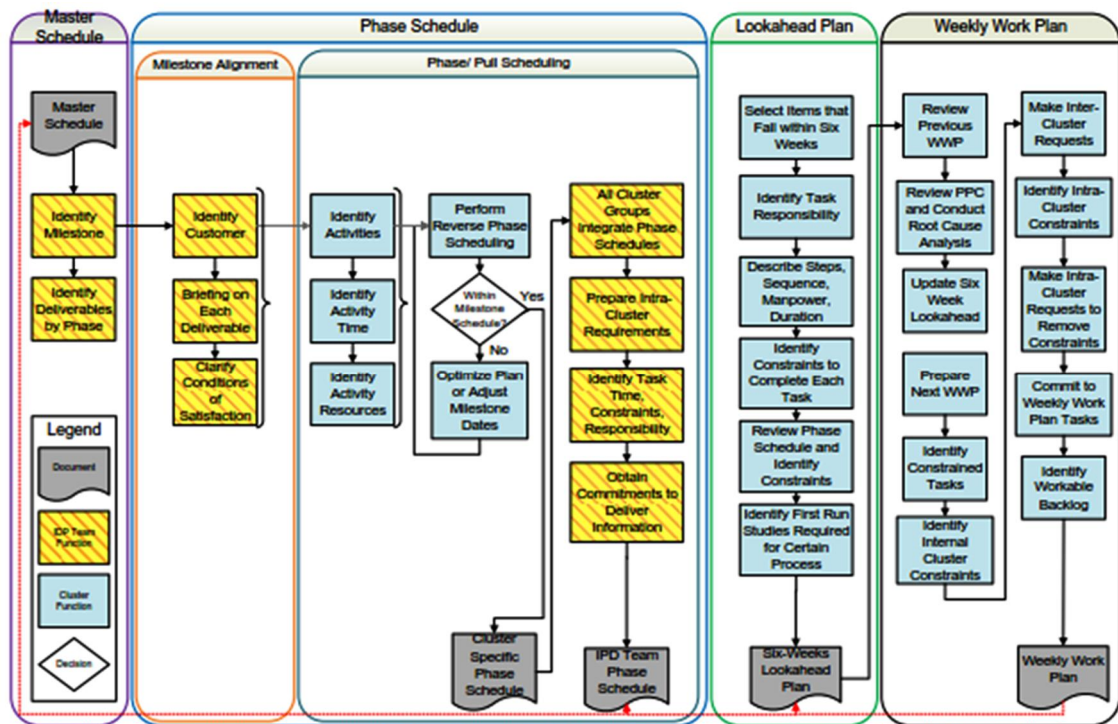 Master
Schedule
Phase Schedule
Lookahead Plan
Weekly Work Plan
Milestone Alignment
Phase/ Pull Scheduling
Master
Schedule
Identify
Milestone
Identify
Deliverables
by Phase
Legend
Document
IDP Team
Function
Cluster
Function
Decision
Identify
Customer
Briefing on
Each
Deliverable
Clarify
Conditions
of
Satisfaction
Identify
Activities
Identify
Activity
Time
Identify
Activity
Resources
Perform
Reverse Phase
Scheduling
Within
Milestone
Schedule?
Yes
No
Optimize Plan
or Adjust
Milestone
Dates
Cluster
Specific
Phase
Schedule
All Cluster
Groups
Integrate Phase
Schedules
Prepare Intra-
Cluster
Requirements
Identify Task
Time,
Constraints,
Responsibility
Obtain
Commitments to
Deliver
Information
IPD Team
Phase
Schedule
Select Items that
Fall within Six
Weeks
Identify Task
Responsibility
Describe Steps,
Sequence,
Manpower,
Duration
Identify
Constraints to
Complete Each
Task
Review Phase
Schedule and
Identify
Constraints
Identify First Run
Studies Required
for Certain
Process
Six-Weeks
Lookahead
Plan
Review
Previous
WWP
Review PPC
and Conduct
Root Cause
Analysis
Update Six
Week
Lookahead
Prepare
Next WWP
Identify
Constrained
Tasks
Identify
Internal
Cluster
Constraints
Make Inter-
Cluster
Requests
Identify Intra-
Cluster
Constraints
Make Intra-
Cluster
Requests to
Remove
Constraints
Commit to
Weekly Work
Plan Tasks
Identify
Workable
Backlog
Weekly Work
Plan